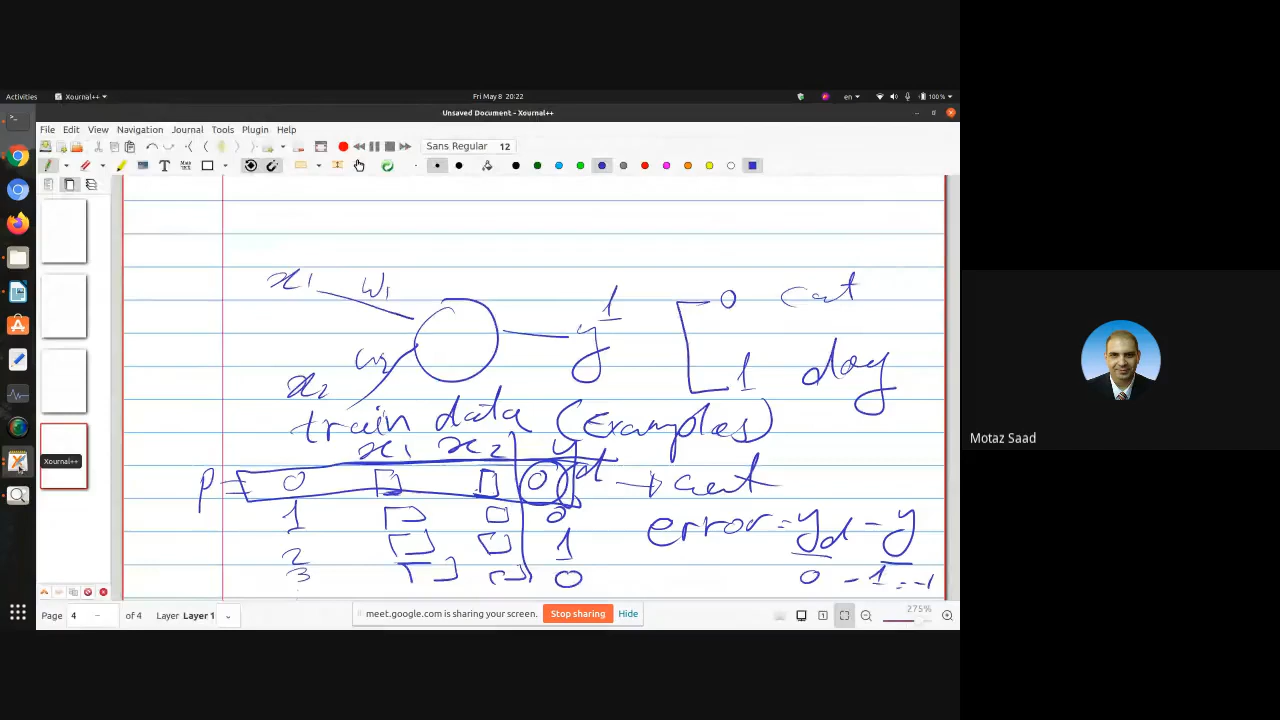 Activities Xournal++ Fri May 8 20:22 en 100%
Unsaved Document - Xournal++
File Edit View Navigation Journal Tools Plugin Help
Sans Regular 12
x1 w1
1
y
0 cat
1 dog
w2
x2
train data (Examples)
x1 x2 y
p= 0 0 d → cat
1 0
error = yd - y
2 1
0 - 1 = -1
3 0
Xournal++
Motaz Saad
Page 4 of 4 Layer Layer 1
meet.google.com is sharing your screen. Stop sharing Hide
275%